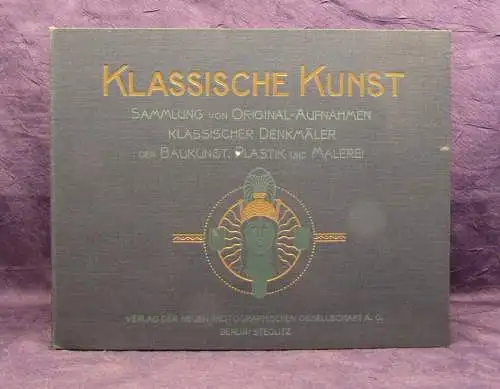 KLASSISCHE KUNST
SAMMLUNG VON ORIGINAL-AUFNAHMEN
KLASSISCHER DENKMÄLER
DER BAUKUNST, PLASTIK UND MALEREI
VERLAG DER NEUEN PHOTOGRAPHISCHEN GESELLSCHAFT A. G.
BERLIN-STEGLITZ